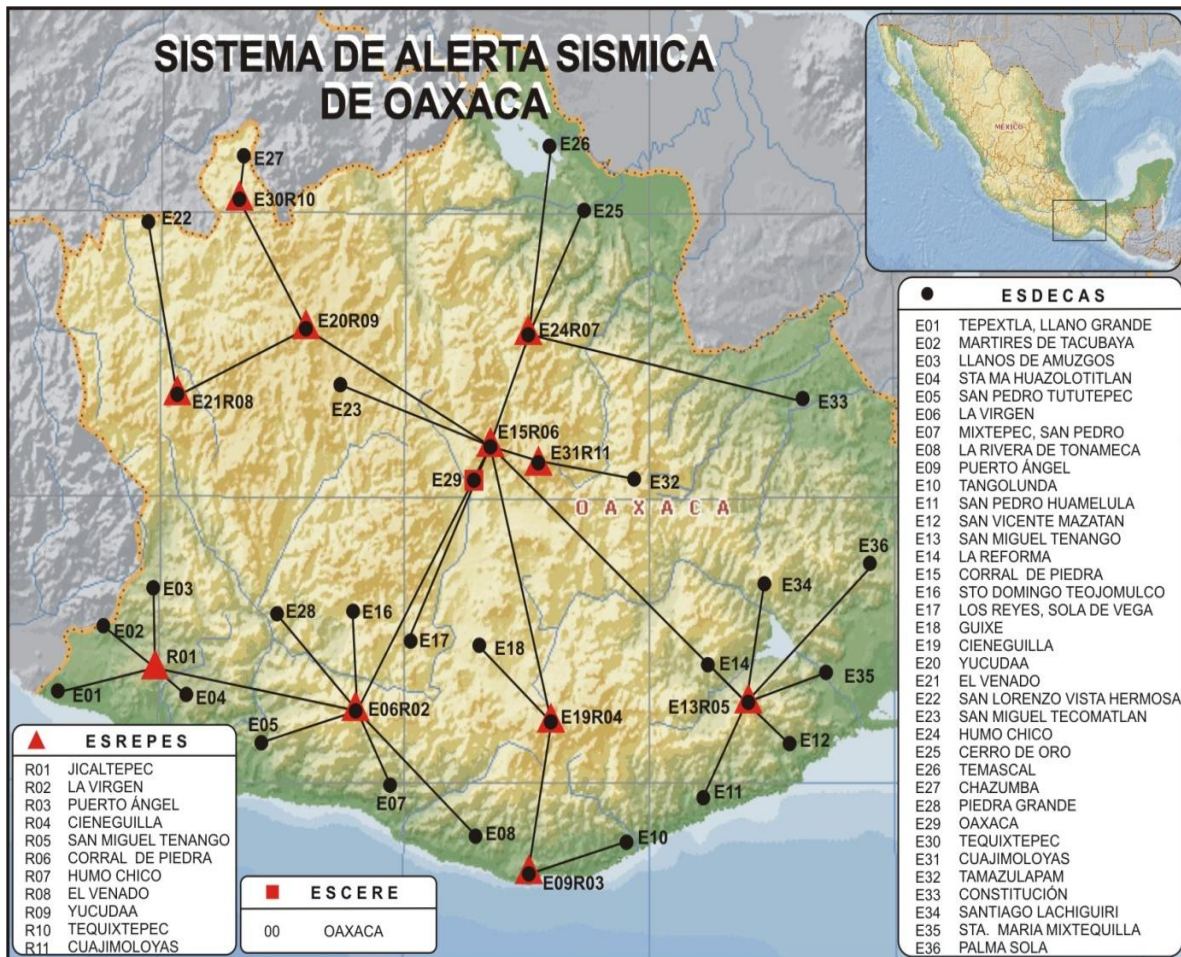 SISTEMA DE ALERTA SISMICA
DE OAXACA
MÉXICO
E27
E30R10
E26
E22
E25
E20R09
E24R07
E21R08
E23
E33
E15R06
E31R11
E29
E32
OAXACA
E36
E03
E34
E28
E16
E02
E17
E18
R01
E14
E35
E01
E04
E06R02
E19R04
E13R05
E05
E12
E07
E11
E08
E10
E09R03
ESREPES
R01 JICALTEPEC
R02 LA VIRGEN
R03 PUERTO ÁNGEL
R04 CIENEGUILLA
R05 SAN MIGUEL TENANGO
R06 CORRAL DE PIEDRA
R07 HUMO CHICO
R08 EL VENADO
R09 YUCUDAA
R10 TEQUIXTEPEC
R11 CUAJIMOLOYAS
ESCERE
00 OAXACA
ESDECAS
E01 TEPEXTLA, LLANO GRANDE
E02 MARTIRES DE TACUBAYA
E03 LLANOS DE AMUZGOS
E04 STA MA HUAZOLOTITLAN
E05 SAN PEDRO TUTUTEPEC
E06 LA VIRGEN
E07 MIXTEPEC, SAN PEDRO
E08 LA RIVERA DE TONAMECA
E09 PUERTO ÁNGEL
E10 TANGOLUNDA
E11 SAN PEDRO HUAMELULA
E12 SAN VICENTE MAZATAN
E13 SAN MIGUEL TENANGO
E14 LA REFORMA
E15 CORRAL DE PIEDRA
E16 STO DOMINGO TEOJOMULCO
E17 LOS REYES, SOLA DE VEGA
E18 GUIXE
E19 CIENEGUILLA
E20 YUCUDAA
E21 EL VENADO
E22 SAN LORENZO VISTA HERMOSA
E23 SAN MIGUEL TECOMATLAN
E24 HUMO CHICO
E25 CERRO DE ORO
E26 TEMASCAL
E27 CHAZUMBA
E28 PIEDRA GRANDE
E29 OAXACA
E30 TEQUIXTEPEC
E31 CUAJIMOLOYAS
E32 TAMAZULAPAM
E33 CONSTITUCIÓN
E34 SANTIAGO LACHIGUIRI
E35 STA. MARIA MIXTEQUILLA
E36 PALMA SOLA